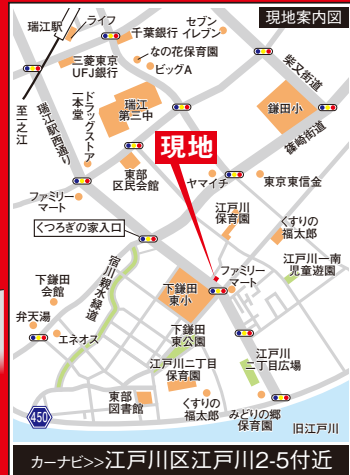 現地案内図
瑞江駅
ライフ
千葉銀行
セブン
イレブン
なの花保育園
三菱東京
UFJ銀行
ビッグA
柴又街道
至一之江
瑞江駅西通り
ドラッグストア
一本堂
瑞江
第三中
鎌田小
篠崎街道
現地
東部
区民会館
ヤマイチ
東京東信金
ファミリー
マート
江戸川
保育園
くすりの
福太郎
くつろぎの家入口
宿川親水緑道
江戸川一南
児童遊園
下鎌田
会館
下鎌田
東小
ファミリー
マート
弁天湯
エネオス
下鎌田
東公園
江戸川
二丁目広場
江戸川二丁目
保育園
450
東部
図書館
くすりの
福太郎
みどりの郷
保育園
旧江戸川
カーナビ>>江戸川区江戸川2-5付近